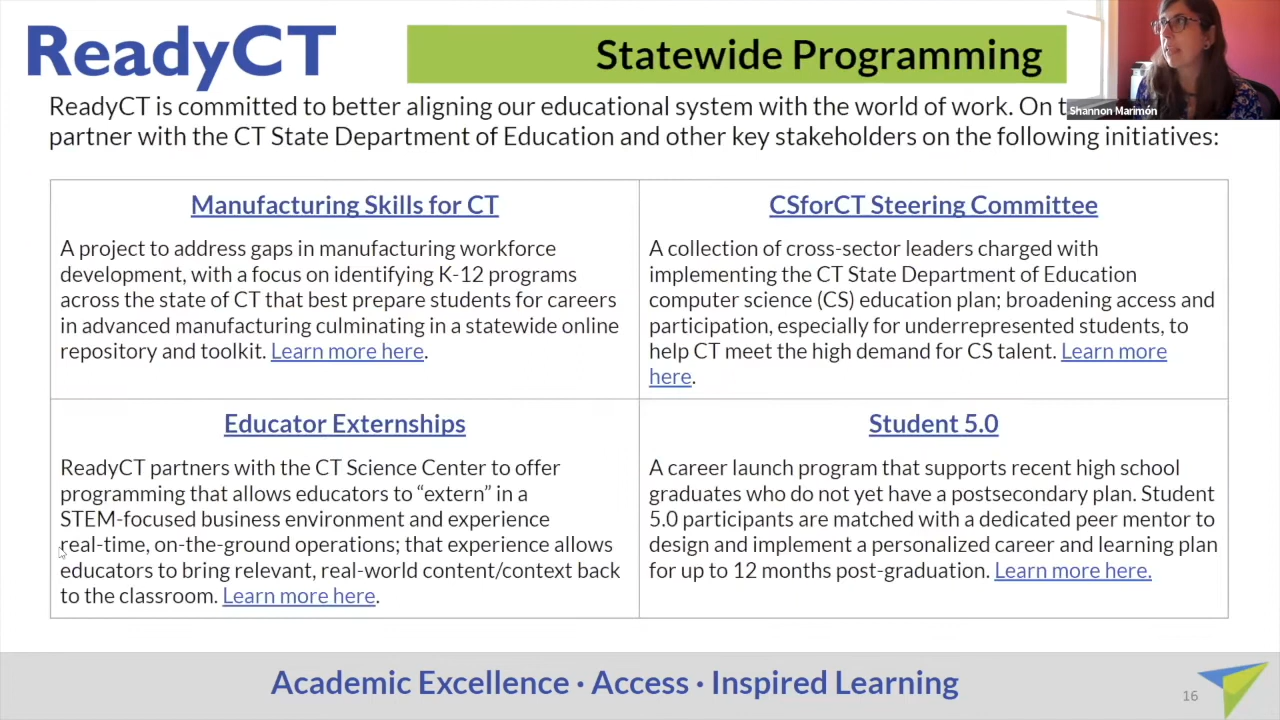 ReadyCT
Statewide Programming
Shannon Marimón
ReadyCT is committed to better aligning our educational system with the world of work. On
partner with the CT State Department of Education and other key stakeholders on the following initiatives:
Manufacturing Skills for CT
A project to address gaps in manufacturing workforce
development, with a focus on identifying K-12 programs
across the state of CT that best prepare students for careers
in advanced manufacturing culminating in a statewide online
repository and toolkit. Learn more here.
CSforCT Steering Committee
A collection of cross-sector leaders charged with
implementing the CT State Department of Education
computer science (CS) education plan; broadening access and
participation, especially for underrepresented students, to
help CT meet the high demand for CS talent. Learn more
here.
Educator Externships
ReadyCT partners with the CT Science Center to offer
programming that allows educators to “extern” in a
STEM-focused business environment and experience
real-time, on-the-ground operations; that experience allows
educators to bring relevant, real-world content/context back
to the classroom. Learn more here.
Student 5.0
A career launch program that supports recent high school
graduates who do not yet have a postsecondary plan. Student
5.0 participants are matched with a dedicated peer mentor to
design and implement a personalized career and learning plan
for up to 12 months post-graduation. Learn more here.
Academic Excellence · Access · Inspired Learning
16